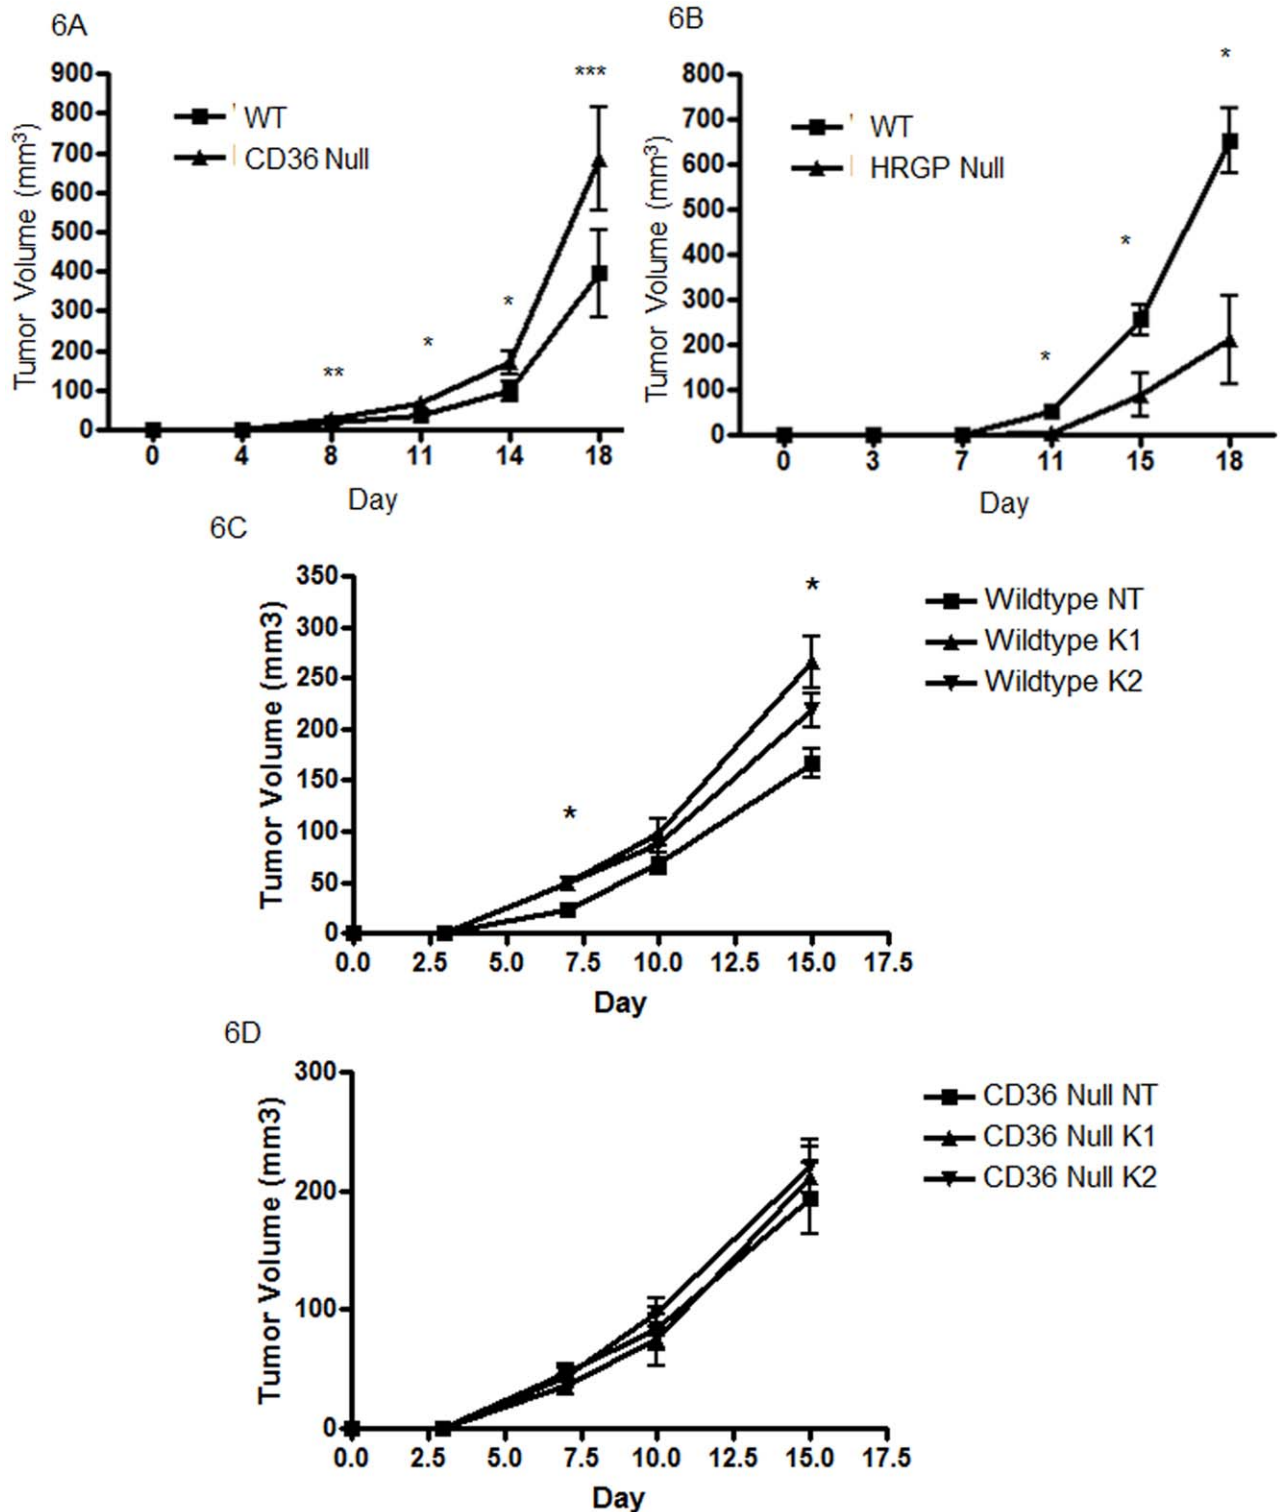 6A
Tumor Volume (mm³)
900
800
700
600
500
400
300
200
100
0
WT
CD36 Null
**
*
*
***
0 4 8 11 14 18
Day
6B
Tumor Volume (mm³)
800
700
600
500
400
300
200
100
0
WT
HRGP Null
*
*
*
0 3 7 11 15 18
Day
6C
Tumor Volume (mm3)
350
300
250
200
150
100
50
0
*
*
Wildtype NT
Wildtype K1
Wildtype K2
0.0 2.5 5.0 7.5 10.0 12.5 15.0 17.5
Day
6D
Tumor Volume (mm3)
300
200
100
0
CD36 Null NT
CD36 Null K1
CD36 Null K2
0.0 2.5 5.0 7.5 10.0 12.5 15.0 17.5
Day